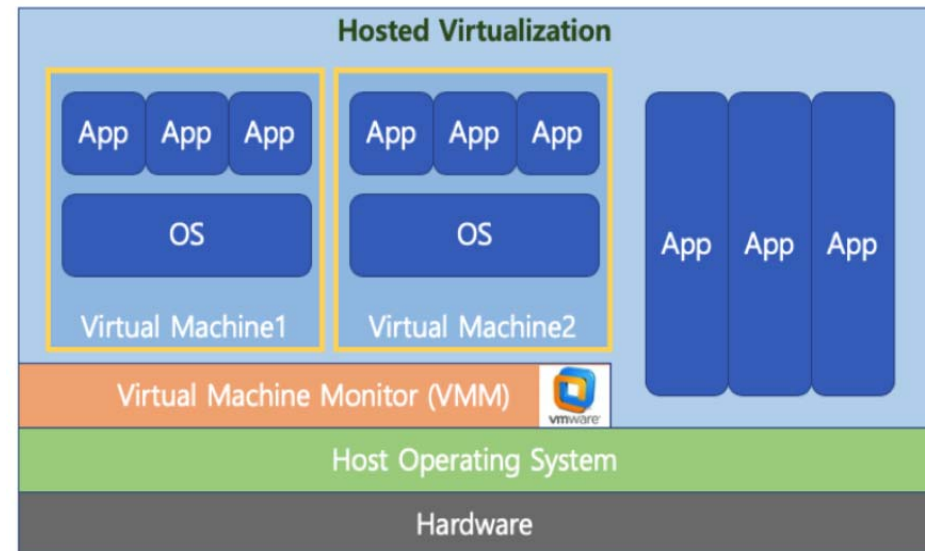 Hosted Virtualization
App App App
OS
Virtual Machine1
App App App
OS
Virtual Machine2
App App App
Virtual Machine Monitor (VMM)
vmware
Host Operating System
Hardware